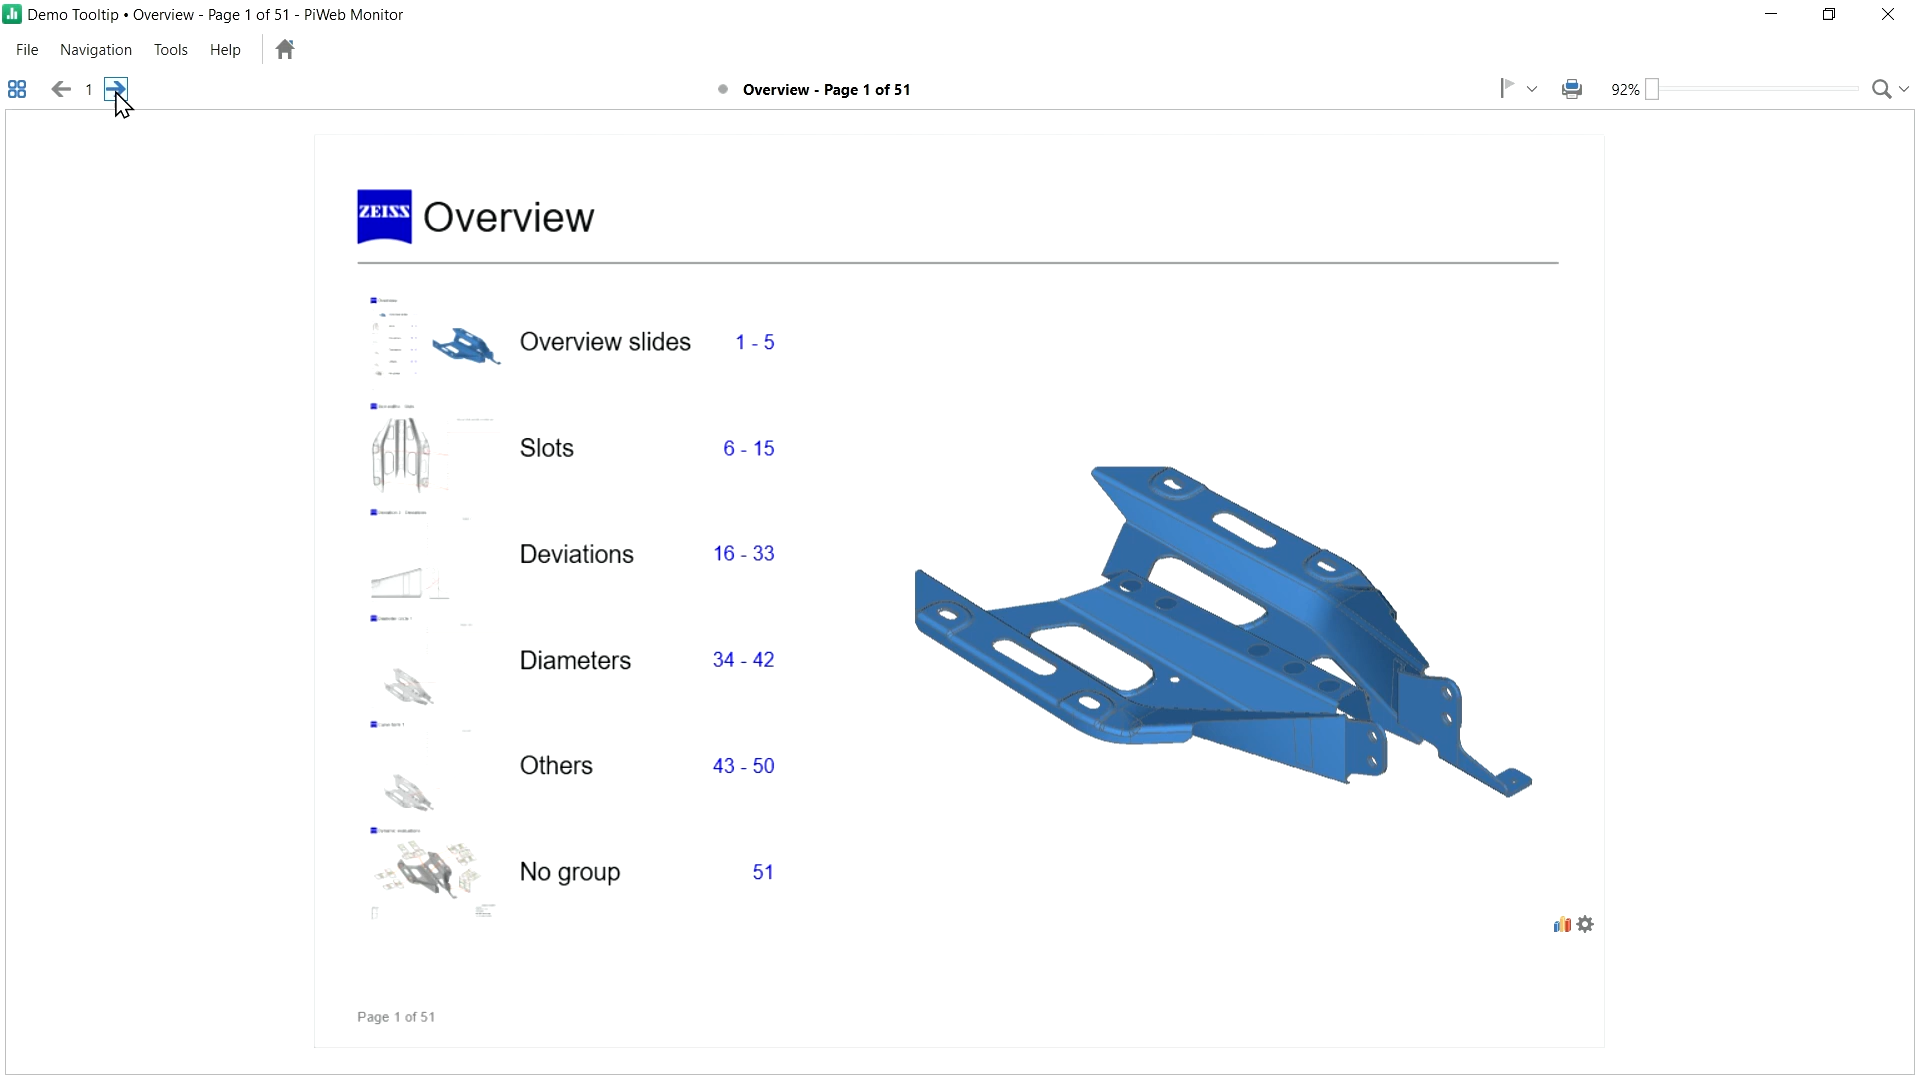 Demo Tooltip • Overview - Page 1 of 51 - PiWeb Monitor
File Navigation Tools Help
1
Overview - Page 1 of 51
92%
ZEISS Overview
Overview slides 1 - 5
Slots 6 - 15
Deviations 16 - 33
Diameters 34 - 42
Others 43 - 50
No group 51
Page 1 of 51